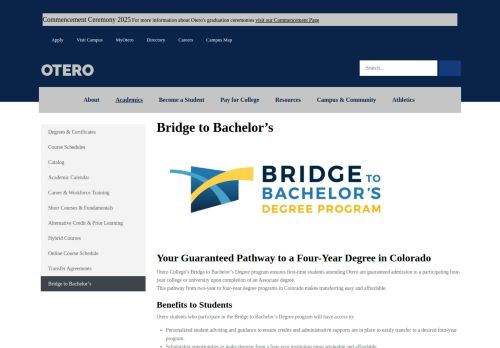 Commencement Ceremony 2025 For more information about Otero's graduation ceremonies visit our Commencement Page
Apply Visit Campus MyOtero Directory Careers Campus Map
OTERO
Search...
About Academics Become a Student Pay for College Resources Campus & Community Athletics
Degrees & Certificates
Course Schedules
Catalog
Academic Calendar
Career & Workforce Training
Short Courses & Fundamentals
Alternative Credit & Prior Learning
Hybrid Courses
Online Course Schedule
Transfer Agreements
Bridge to Bachelor's
Bridge to Bachelor's
BRIDGE TO
BACHELOR'S
DEGREE PROGRAM
Your Guaranteed Pathway to a Four-Year Degree in Colorado
Otero College's Bridge to Bachelor's Degree program ensures first-time students attending Otero are guaranteed admission to a participating four-
year college or university upon completion of an Associate degree.
This pathway from two-year to four-year degree programs in Colorado makes transferring easy and affordable.
Benefits to Students
Otero students who participate in the Bridge to Bachelor's Degree program will have access to:
Personalized student advising and guidance to ensure credits and administrative supports are in place to easily transfer to a desired four-year
program.
Scholarship opportunities to make degrees from a four-year institution more attainable and affordable.